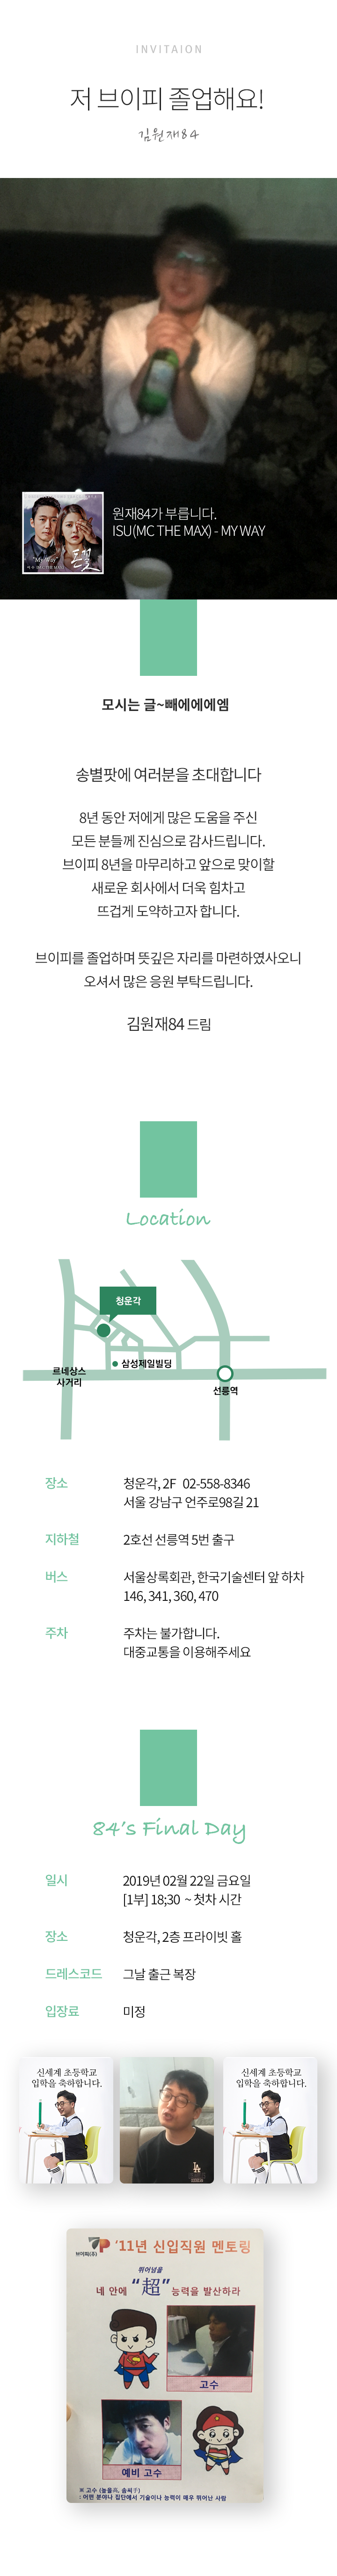 INVITAION
저 브이피 졸업해요!
김원재84
원재84가 부릅니다.
ISU(MC THE MAX) - MY WAY
"My Way"
돈꽃
모시는 글~빼에에에엠
송별팟에 여러분을 초대합니다
8년 동안 저에게 많은 도움을 주신
모든 분들께 진심으로 감사드립니다.
브이피 8년을 마무리하고 앞으로 맞이할
새로운 회사에서 더욱 힘차고
뜨겁게 도약하고자 합니다.
브이피를 졸업하며 뜻깊은 자리를 마련하였사오니
오셔서 많은 응원 부탁드립니다.
김원재84 드림
Location
청운각
삼성제일빌딩
르네상스
사거리
선릉역
장소
청운각, 2F 02-558-8346
서울 강남구 언주로98길 21
지하철
2호선 선릉역 5번 출구
버스
서울상록회관, 한국기술센터 앞 하차
146, 341, 360, 470
주차
주차는 불가합니다.
대중교통을 이용해주세요
84's Final Day
일시
2019년 02월 22일 금요일
[1부] 18;30 ~ 첫차 시간
장소
청운각, 2층 프라이빗 홀
드레스코드
그날 출근 복장
입장료
미정
신세계 초등학교
입학을 축하합니다.
신세계 초등학교
입학을 축하합니다.
브이피(주)
'11년 신입직원 멘토링
뛰어넘을
네 안에 "超" 능력을 발산하라
고수
예비 고수
※ 고수 (높을高, 솜씨手)
: 어떤 분야나 집단에서 기술이나 능력이 매우 뛰어난 사람